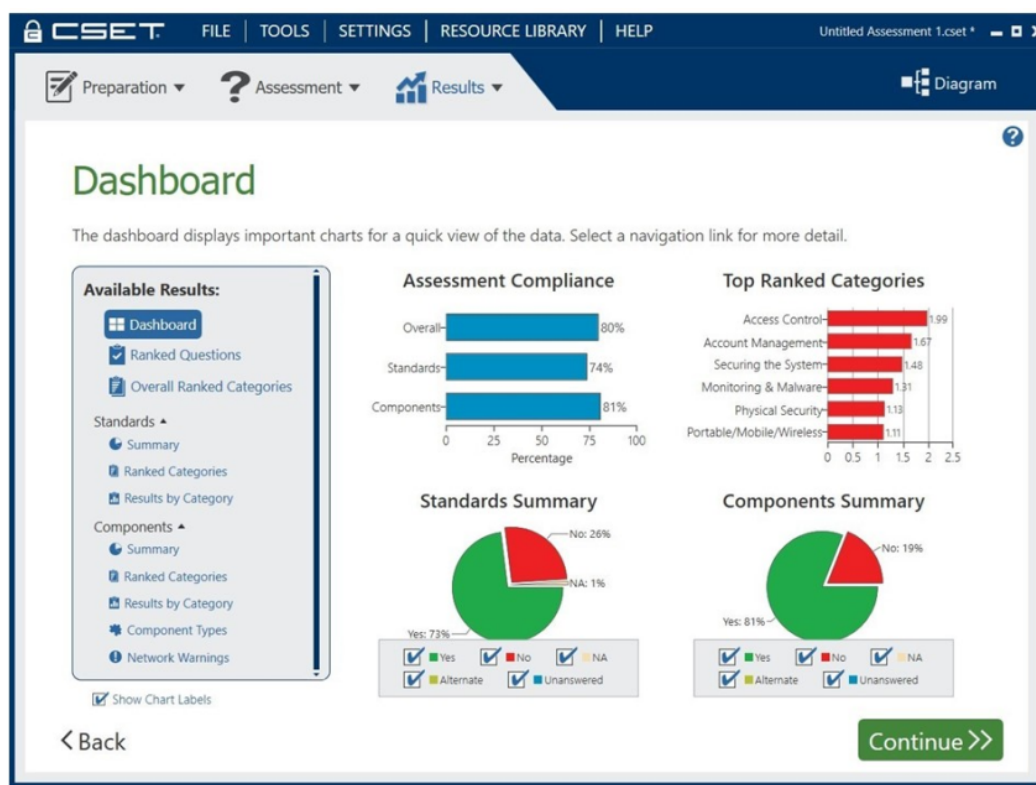 CSET FILE TOOLS SETTINGS RESOURCE LIBRARY HELP Untitled Assessment 1.cset *
Preparation Assessment Results Diagram
?
Dashboard
The dashboard displays important charts for a quick view of the data. Select a navigation link for more detail.
Available Results:
Dashboard
Ranked Questions
Overall Ranked Categories
Standards
Summary
Ranked Categories
Results by Category
Components
Summary
Ranked Categories
Results by Category
Component Types
Network Warnings
Show Chart Labels
Assessment Compliance
Overall 80%
Standards 74%
Components 81%
0 25 50 75 100
Percentage
Top Ranked Categories
Access Control 1.99
Account Management 1.67
Securing the System 1.48
Monitoring & Malware 1.31
Physical Security 1.13
Portable/Mobile/Wireless 1.11
0 0.5 1 1.5 2 2.5
Standards Summary
No: 26%
NA: 1%
Yes: 73%
Yes No NA
Alternate Unanswered
Components Summary
No: 19%
Yes: 81%
Yes No NA
Alternate Unanswered
Back
Continue